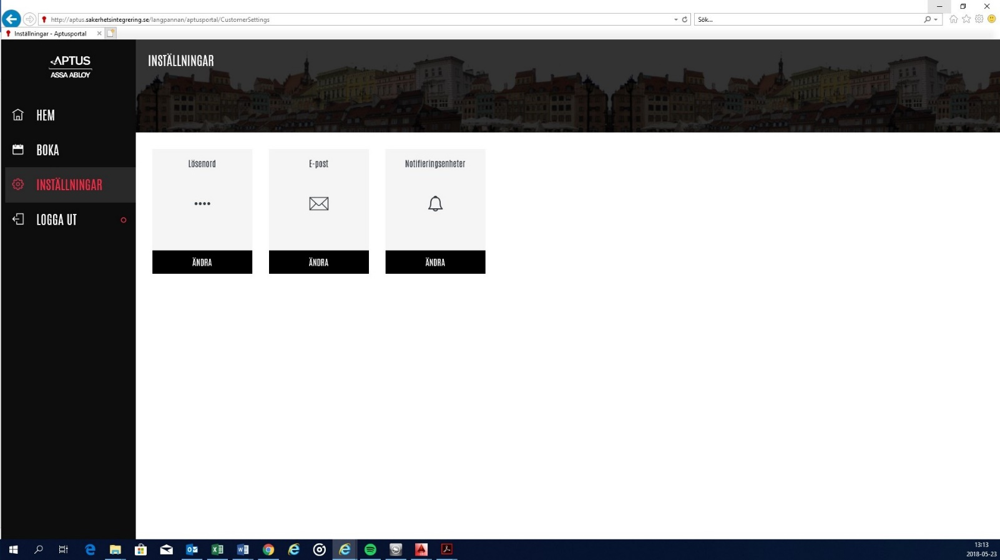 http://aptus.sakerhetsintegrering.se/langpannan/aptusportal/CustomerSettings
Sök...
Inställningar - Aptusportal
APTUS
ASSA ABLOY
INSTÄLLNINGAR
HEM
BOKA
INSTÄLLNINGAR
LOGGA UT
Lösenord
E-post
Notifieringsenheter
ÄNDRA
ÄNDRA
ÄNDRA
13:13
2018-05-23